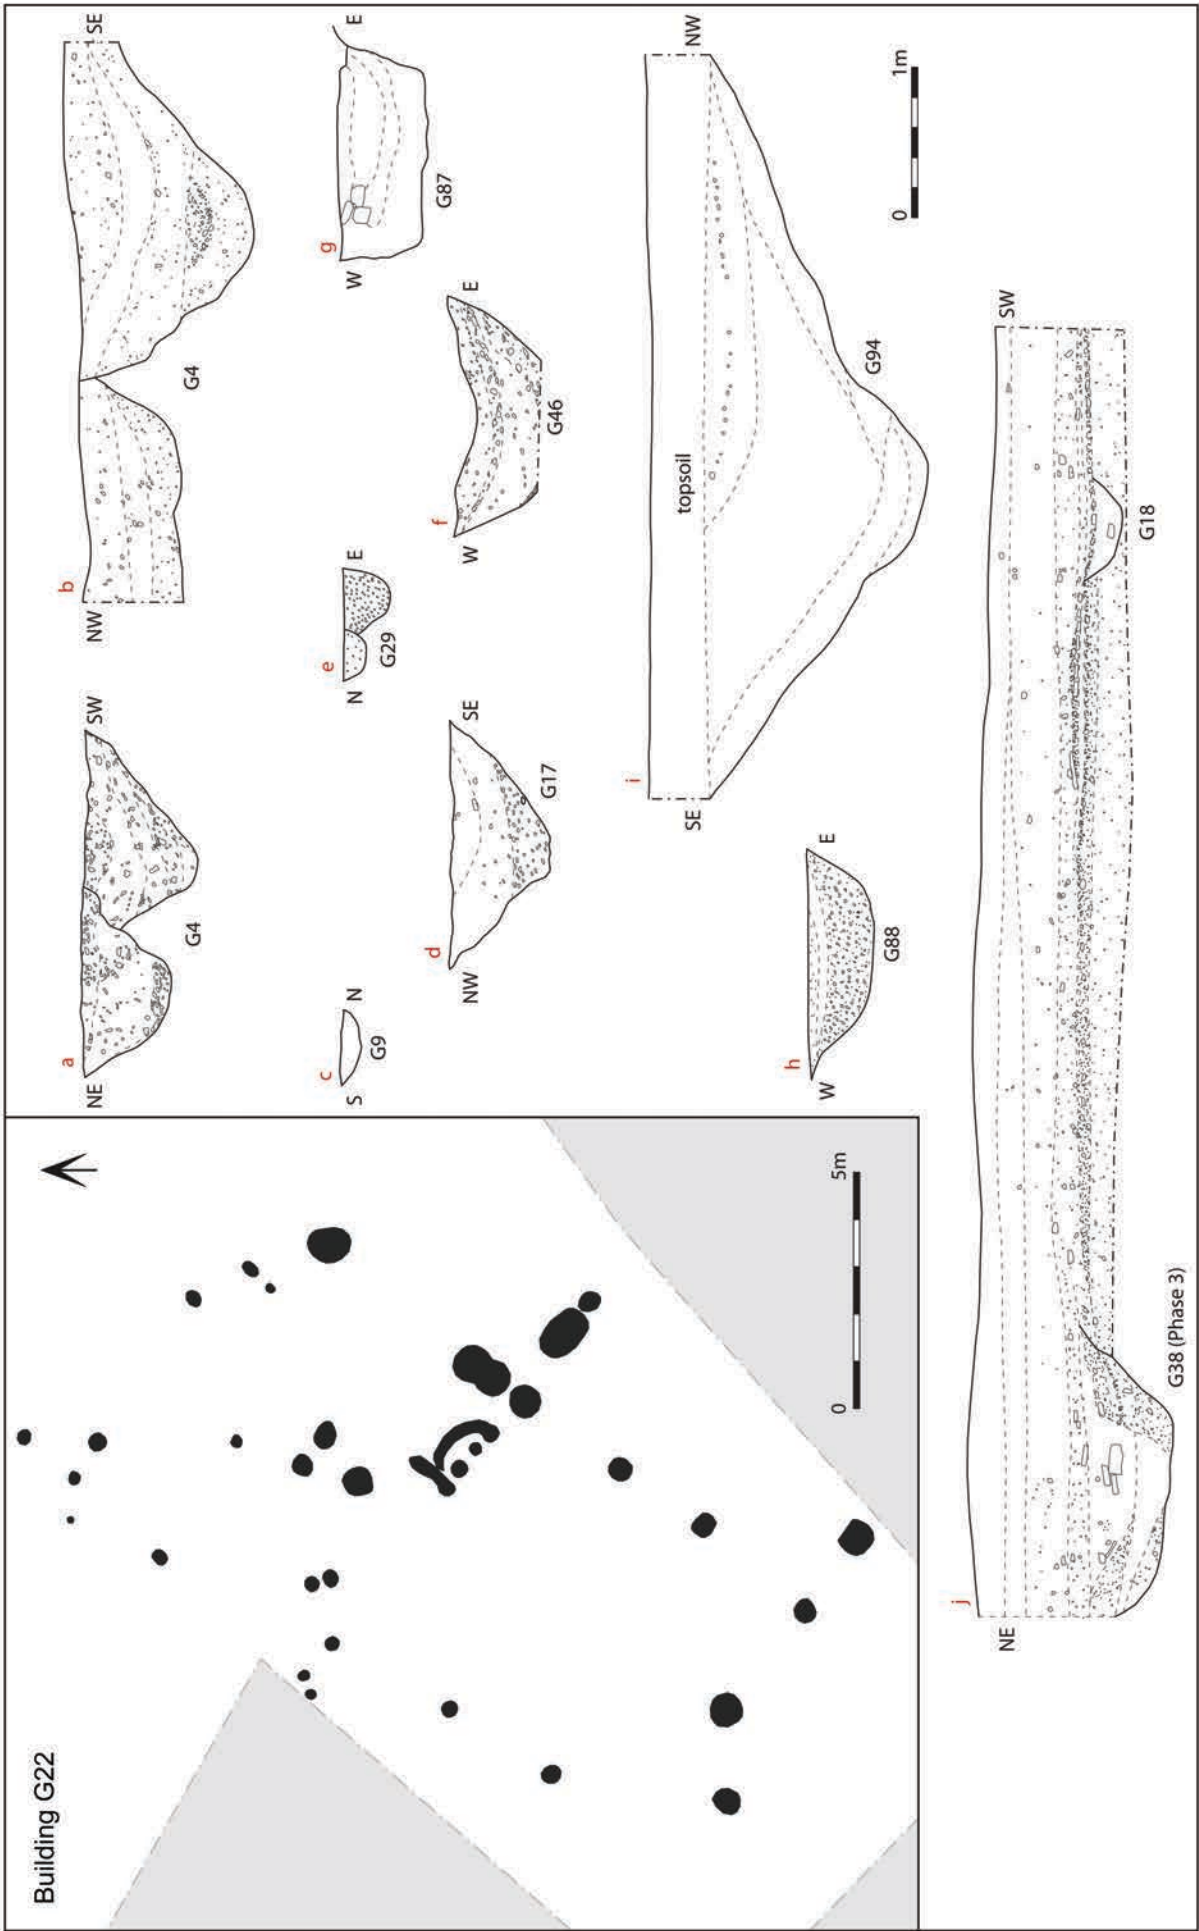 Building G22
0 5m
a
NE SW
G4
b
NW SE
G4
c
S N
G9
d
NW SE
G17
e
N E
G29
f
W E
G46
g
W E
G87
h
W E
G88
i
SE NW
topsoil
G94
0 1m
j
NE SW
G38 (Phase 3)
G18